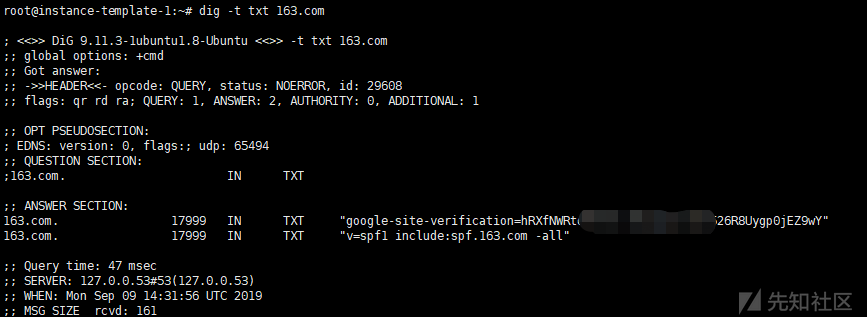 root@instance-template-1:~# dig -t txt 163.com
; <<>> DiG 9.11.3-1ubuntu1.8-Ubuntu <<>> -t txt 163.com
;; global options: +cmd
;; Got answer:
;; ->>HEADER<<- opcode: QUERY, status: NOERROR, id: 29608
;; flags: qr rd ra; QUERY: 1, ANSWER: 2, AUTHORITY: 0, ADDITIONAL: 1
;; OPT PSEUDOSECTION:
; EDNS: version: 0, flags:; udp: 65494
;; QUESTION SECTION:
;163.com. IN TXT
;; ANSWER SECTION:
163.com. 17999 IN TXT "google-site-verification=hRXfNWRt 26R8Uygp0jEZ9wY"
163.com. 17999 IN TXT "v=spf1 include:spf.163.com -all"
;; Query time: 47 msec
;; SERVER: 127.0.0.53#53(127.0.0.53)
;; WHEN: Mon Sep 09 14:31:56 UTC 2019
;; MSG SIZE rcvd: 161
先知社区